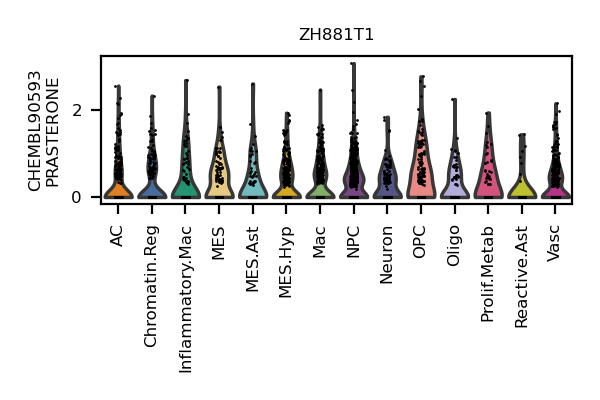 ZH881T1
CHEMBL90593
PRASTERONE
2
0
AC
Chromatin.Reg
Inflammatory.Mac
MES
MES.Ast
MES.Hyp
Mac
NPC
Neuron
OPC
Oligo
Prolif.Metab
Reactive.Ast
Vasc